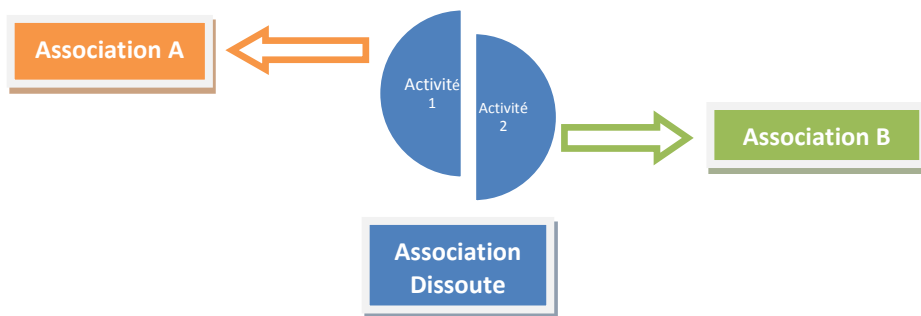 Association A
Activité
1
Activité
2
Association B
Association
Dissoute